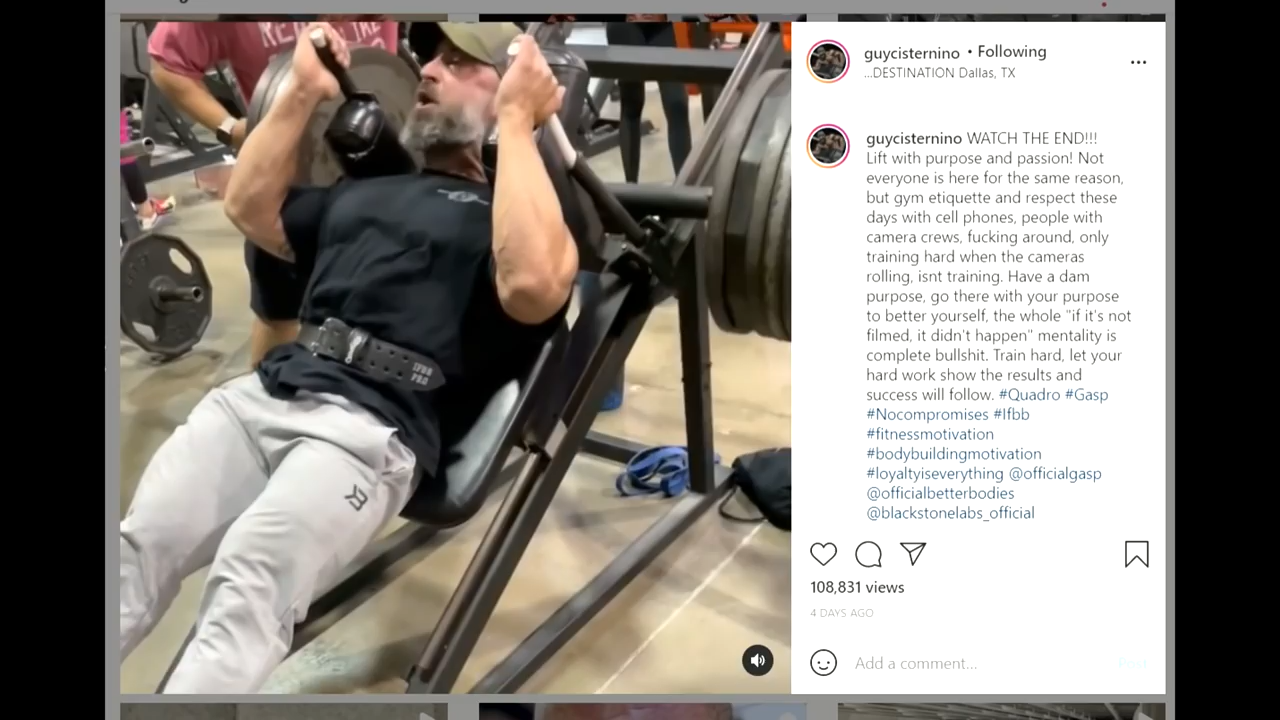 guycisternino • Following
...DESTINATION Dallas, TX
guycisternino WATCH THE END!!!
Lift with purpose and passion! Not
everyone is here for the same reason,
but gym etiquette and respect these
days with cell phones, people with
camera crews, fucking around, only
training hard when the cameras
rolling, isnt training. Have a dam
purpose, go there with your purpose
to better yourself, the whole "if it's not
filmed, it didn't happen" mentality is
complete bullshit. Train hard, let your
hard work show the results and
success will follow. #Quadro #Gasp
#Nocompromises #Ifbb
#fitnessmotivation
#bodybuildingmotivation
#loyaltyiseverything @officialgasp
@officialbetterbodies
@blackstonelabs_official
108,831 views
4 DAYS AGO
Add a comment... Post
IFBB
PRO